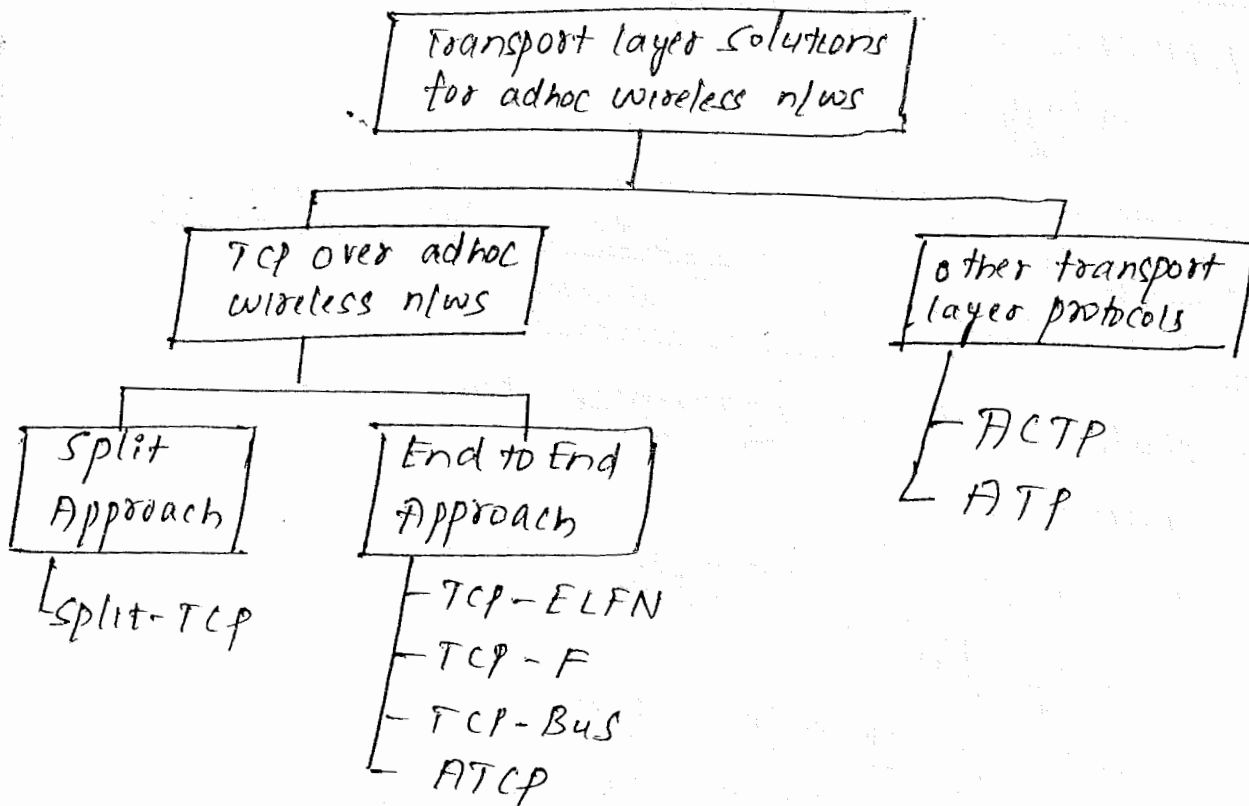 Transport layer solutions
for adhoc wireless n/ws
TCP over adhoc
wireless n/ws
other transport
layer protocols
Split
Approach
End to End
Approach
- ACTP
- ATP
Split-TCP
- TCP-ELFN
- TCP-F
- TCP-Bus
- ATCP